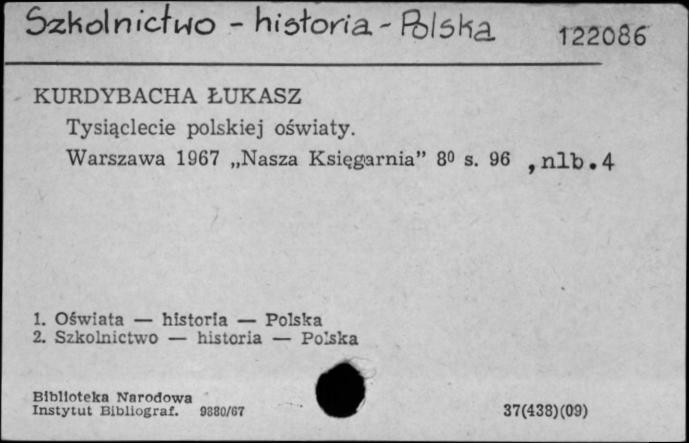 Szkolnictwo - historia - Polska
122086
KURDYBACHA ŁUKASZ
Tysiąclecie polskiej oświaty.
Warszawa 1967 „Nasza Księgarnia” 8⁰ s. 96 , nlb. 4
1. Oświata — historia — Polska
2. Szkolnictwo — historia — Polska
Biblioteka Narodowa
Instytut Bibliograf. 9880/67
37(438)(09)